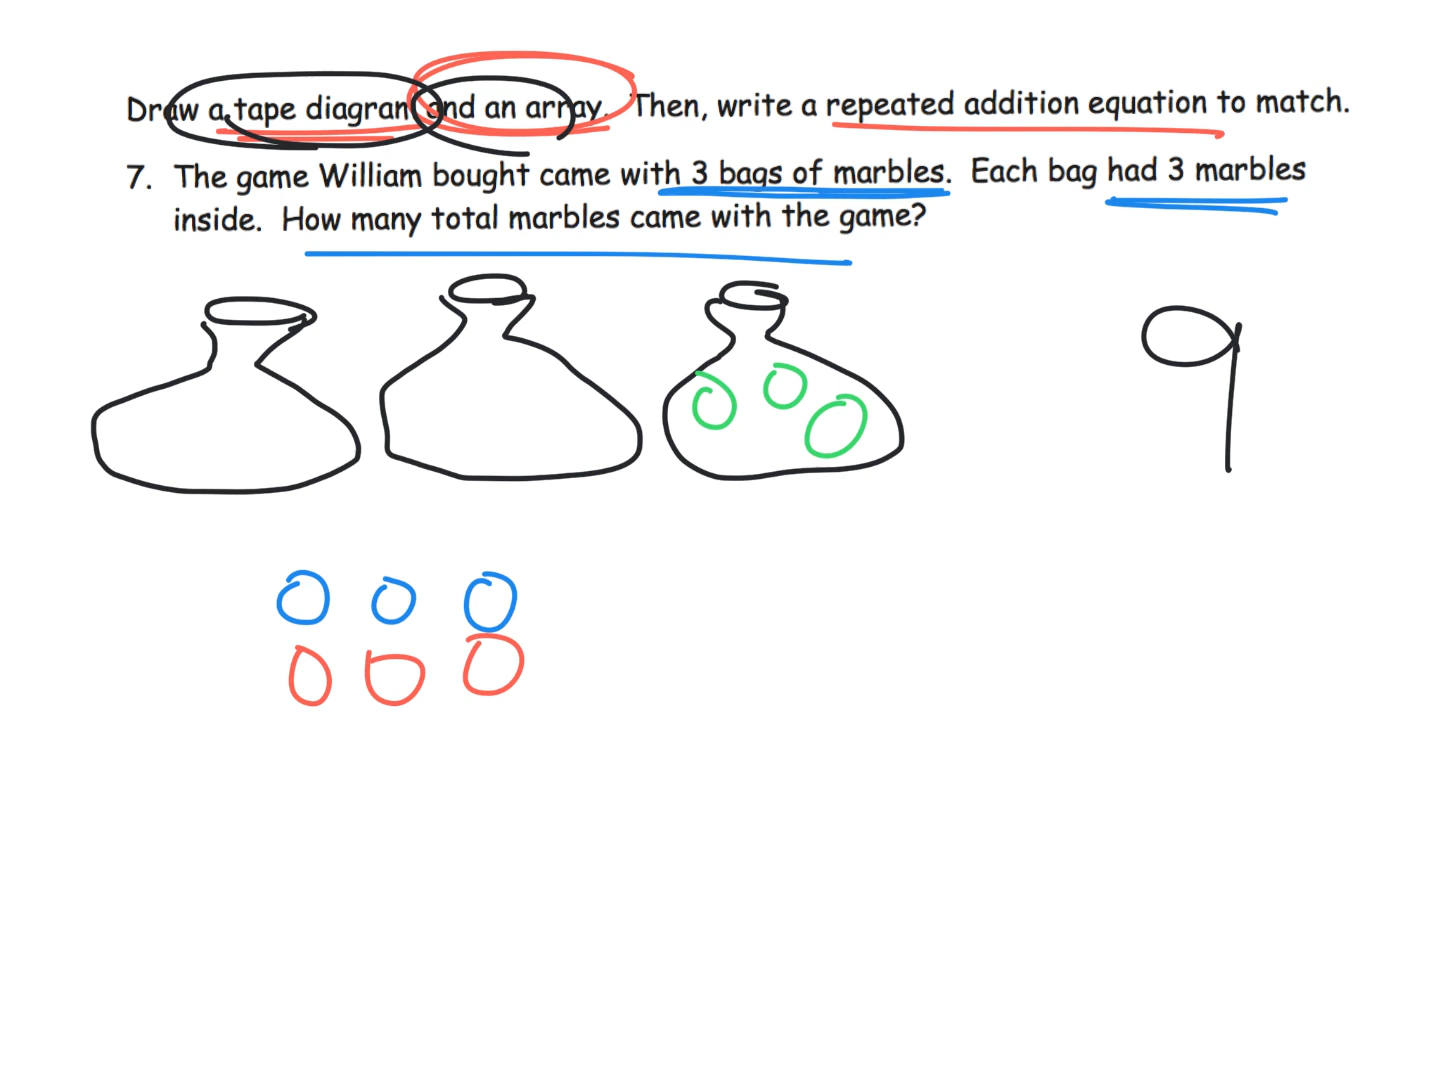 Draw a tape diagram and an array. Then, write a repeated addition equation to match.
7. The game William bought came with 3 bags of marbles. Each bag had 3 marbles
inside. How many total marbles came with the game?
9